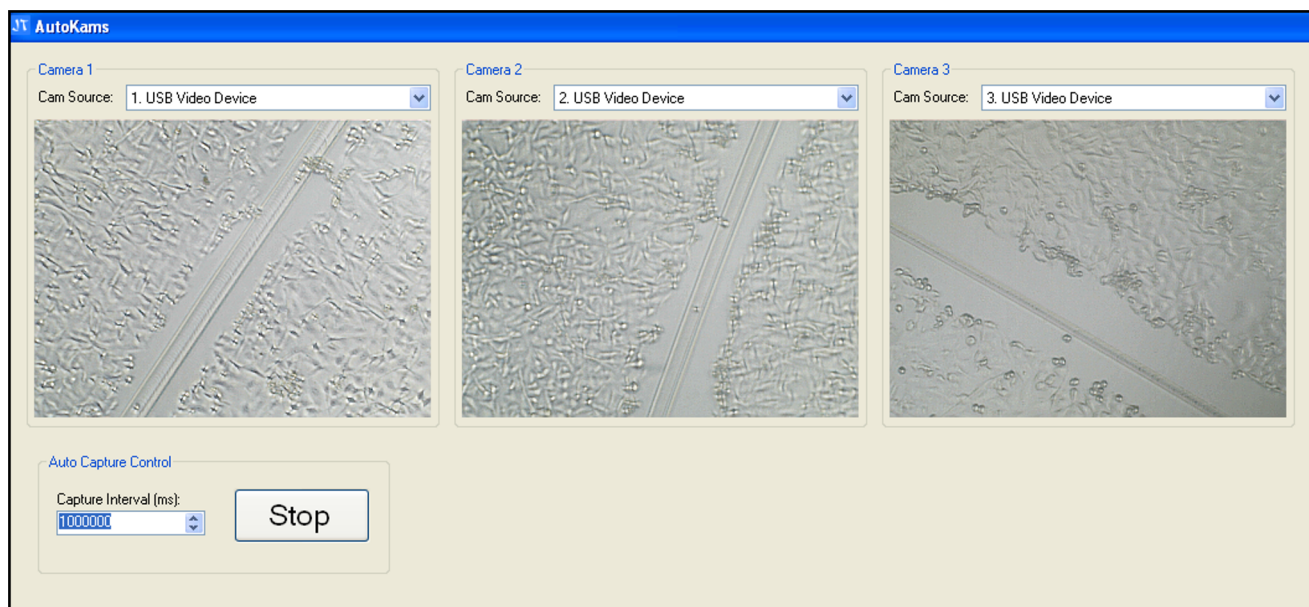 JT AutoKams
Camera 1
Cam Source: 1. USB Video Device
Camera 2
Cam Source: 2. USB Video Device
Camera 3
Cam Source: 3. USB Video Device
Auto Capture Control
Capture Interval (ms):
1000000
Stop